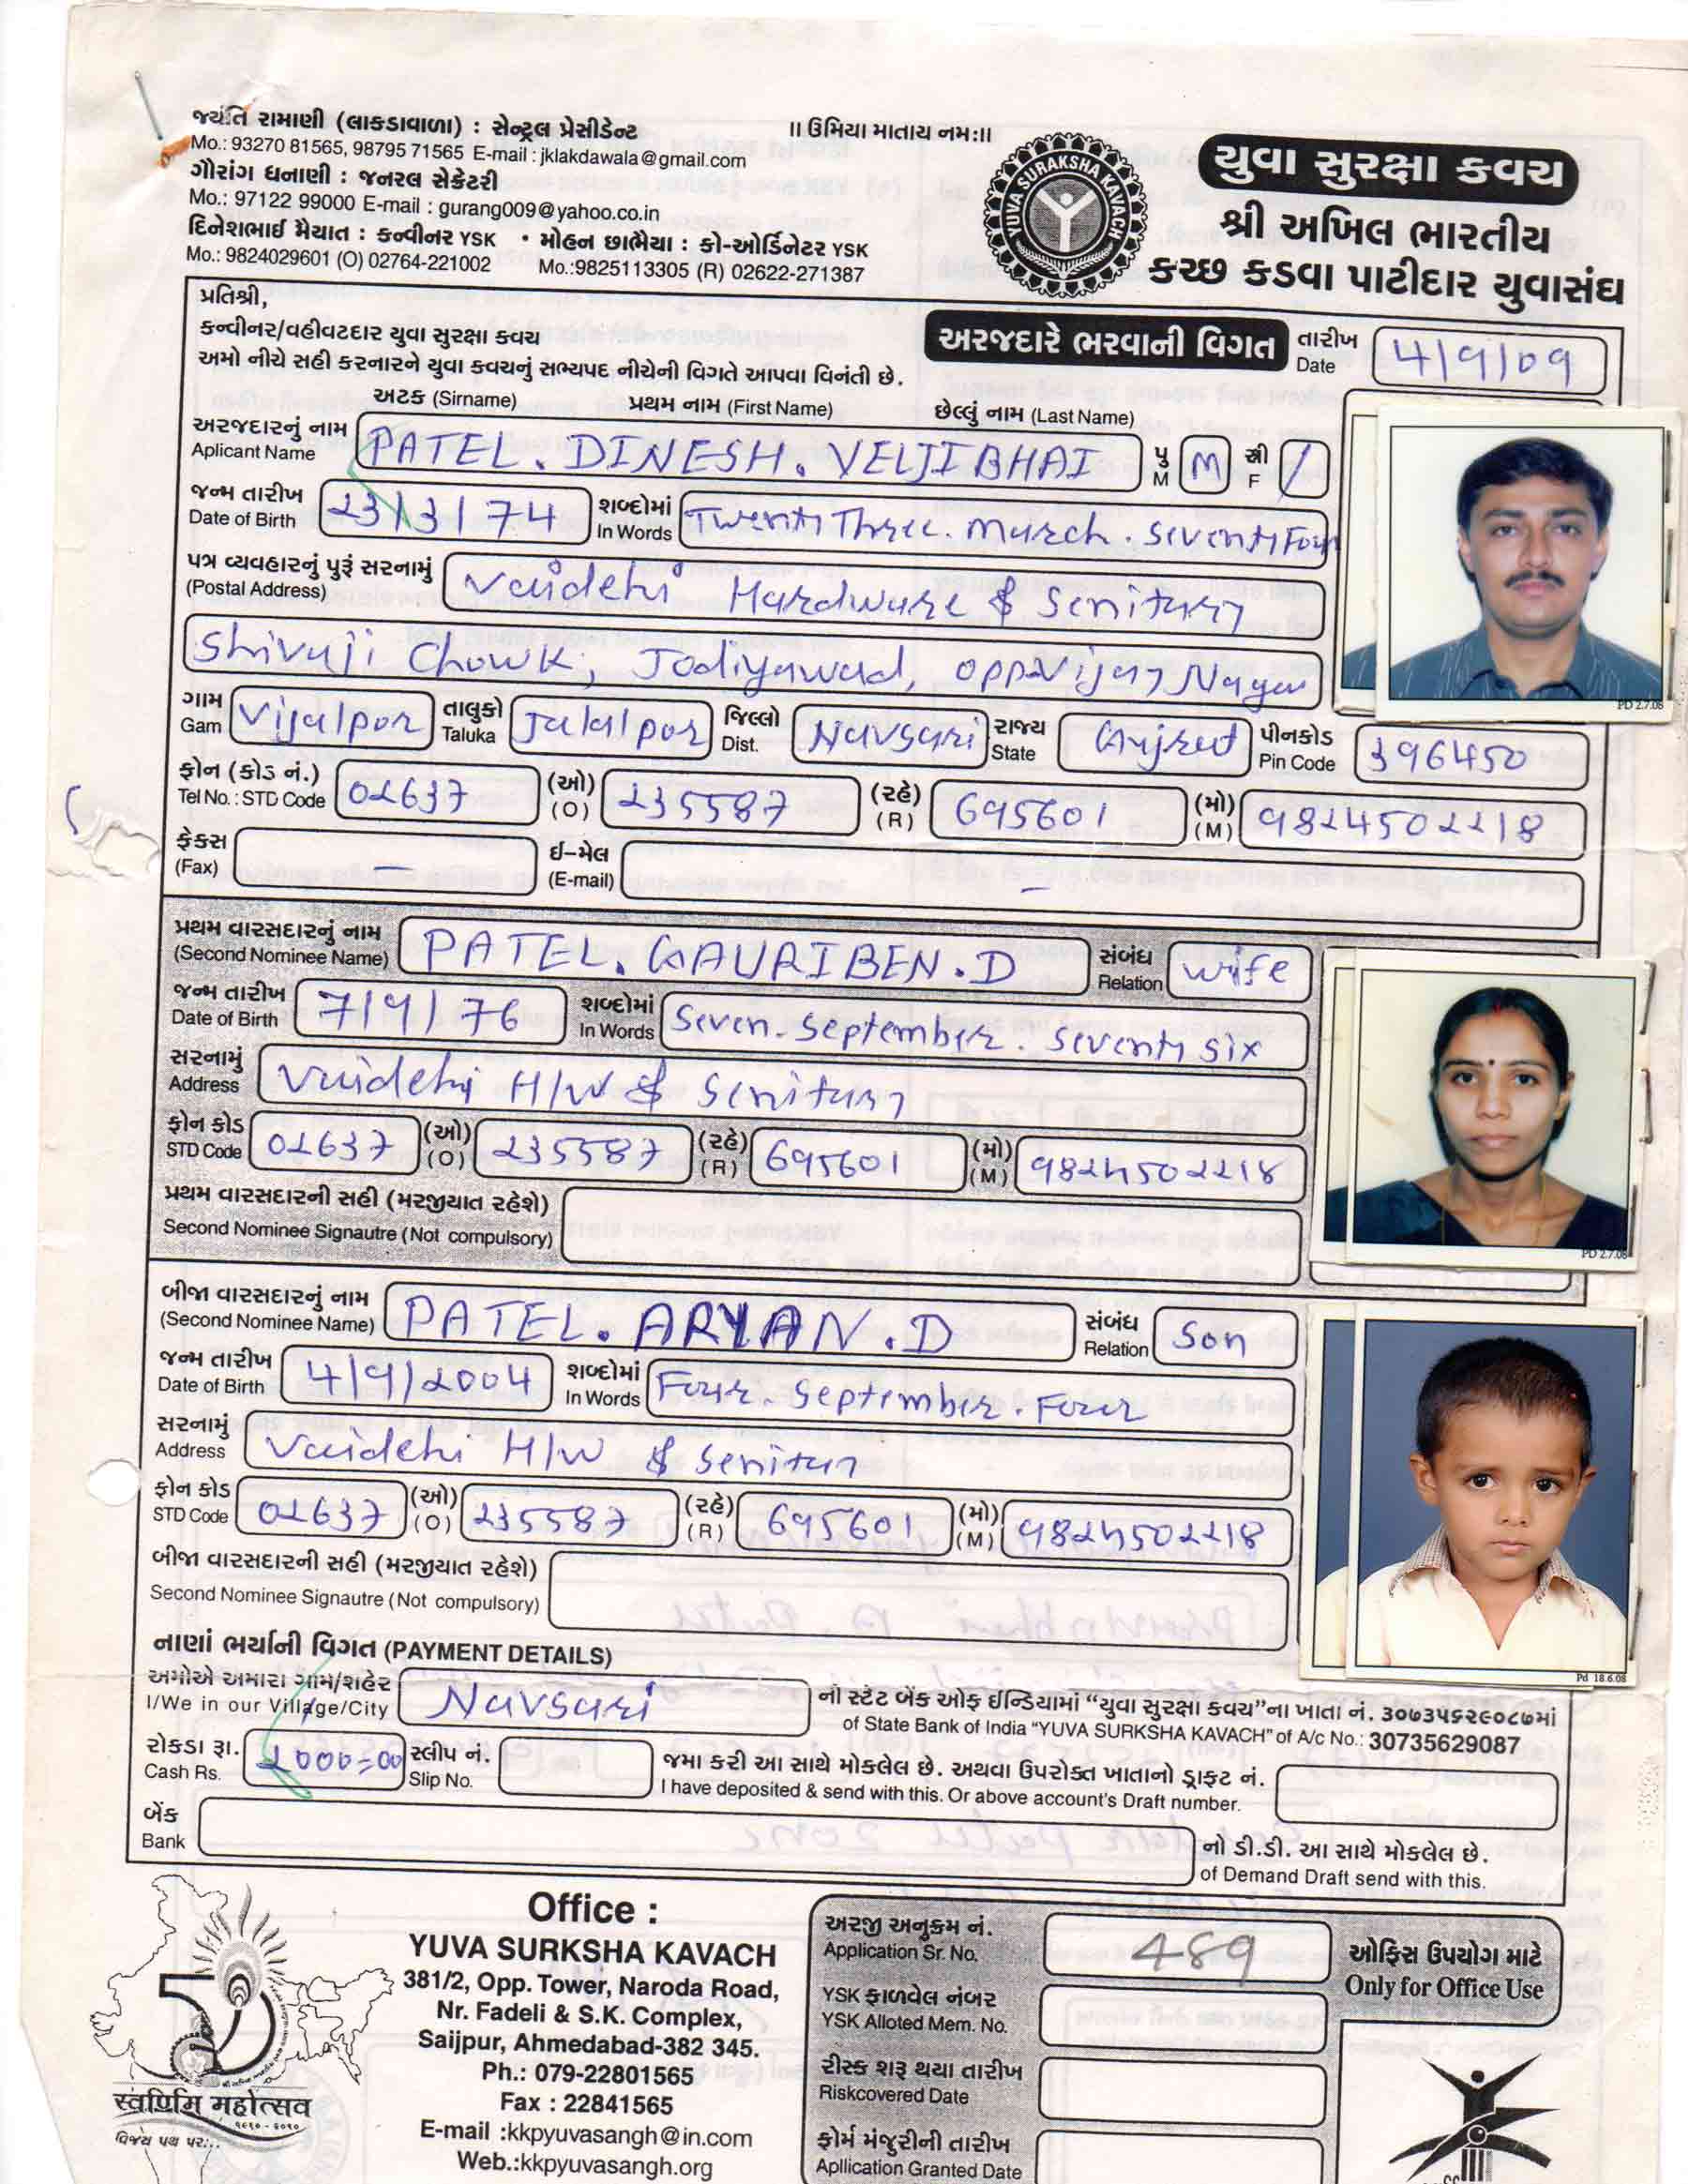 જયંતિ રામાણી (લાકડાવાળા) : સેન્ટ્રલ પ્રેસીડેન્ટ
Mo.: 93270 81565, 98795 71565 E-mail : jklakdawala@gmail.com
ગૌરાંગ ધનાણી : જનરલ સેક્રેટરી
Mo.: 97122 99000 E-mail : gurang009@yahoo.co.in
દિનેશભાઈ મૈયાત : કન્વીનર YSK • મોહન છાભૈયા : કો-ઓર્ડિનેટર YSK
Mo.: 9824029601 (O) 02764-221002 Mo.:9825113305 (R) 02622-271387
॥ ઉમિયા માતાય નમ:॥
YUVA SURAKSHA KAVACH
યુવા સુરક્ષા કવચ
શ્રી અખિલ ભારતીય
કચ્છ કડવા પાટીદાર યુવાસંઘ
પ્રતિશ્રી,
કન્વીનર/વહીવટદાર યુવા સુરક્ષા કવચ
અમો નીચે સહી કરનારને યુવા કવચનું સભ્યપદ નીચેની વિગતે આપવા વિનંતી છે.
અરજદારે ભરવાની વિગત
તારીખ
Date 4/9/09
અટક (Sirname) પ્રથમ નામ (First Name) છેલ્લું નામ (Last Name)
અરજદારનું નામ
Aplicant Name PATEL. DINESH. VELJIBHAI પુ M M સ્ત્રી F /
જન્મ તારીખ
Date of Birth 23/3/74 શબ્દોમાં In Words Twenty Three. March. Seventy Four
પત્ર વ્યવહારનું પુરૂં સરનામું
(Postal Address) Vaidehi Hardware & Senitary
Shivaji Chowk, Jodiyawad, opp Vijay Nagar
ગામ Gam Vijalpor તાલુકો Taluka Jalalpor જિલ્લો Dist. Navsari રાજ્ય State Gujrat પીનકોડ Pin Code 396450
ફોન (કોડ નં.)
Tel No. : STD Code 02637 (ઓ) (O) 235587 (રહે) (R) 695601 (મો) (M) 9824502218
ફેક્સ (Fax) — ઈ-મેલ (E-mail) —
પ્રથમ વારસદારનું નામ
(Second Nominee Name) PATEL. GAURIBEN. D સંબંધ Relation wife
જન્મ તારીખ
Date of Birth 7/9/76 શબ્દોમાં In Words Seven. September. Seventy six
સરનામું
Address Vaidehi H/W & Senitary
ફોન કોડ
STD Code 02637 (ઓ) (O) 235587 (રહે) (R) 695601 (મો) (M) 9824502218
પ્રથમ વારસદારની સહી (મરજીયાત રહેશે)
Second Nominee Signautre (Not compulsory)
બીજા વારસદારનું નામ
(Second Nominee Name) PATEL. ARYAN. D સંબંધ Relation Son
જન્મ તારીખ
Date of Birth 4/9/2004 શબ્દોમાં In Words Four. September. Four
સરનામું
Address Vaidehi H/W & Senitary
ફોન કોડ
STD Code 02637 (ઓ) (O) 235587 (રહે) (R) 695601 (મો) (M) 9824502218
બીજા વારસદારની સહી (મરજીયાત રહેશે)
Second Nominee Signautre (Not compulsory)
PD 2.7.08
PD 2.7.08
Pd 18.6.08
નાણાં ભર્યાની વિગત (PAYMENT DETAILS)
અમોએ અમારા ગામ/શહેર Navsari ની સ્ટેટ બેંક ઓફ ઈન્ડિયામાં “યુવા સુરક્ષા કવચ”ના ખાતા નં. ૩૦૭૩૫૬૨૯૦૮૭માં
I/We in our Village/City of State Bank of India "YUVA SURKSHA KAVACH" of A/c No.: 30735629087
રોકડા રૂા. 2000=00 સ્લીપ નં. જમા કરી આ સાથે મોકલેલ છે. અથવા ઉપરોક્ત ખાતાનો ડ્રાફ્ટ નં.
Cash Rs. Slip No. I have deposited & send with this. Or above account's Draft number.
બેંક નો ડી.ડી. આ સાથે મોકલેલ છે.
Bank of Demand Draft send with this.
स्वर्णिम महोत्सव
૧૯૬૦ - ૨૦૧૦
વિજય પથ પર...
Office :
YUVA SURKSHA KAVACH
381/2, Opp. Tower, Naroda Road,
Nr. Fadeli & S.K. Complex,
Saijpur, Ahmedabad-382 345.
Ph.: 079-22801565
Fax : 22841565
E-mail :kkpyuvasangh@in.com
Web.:kkpyuvasangh.org
અરજી અનુક્રમ નં.
Application Sr. No. 489
ઓફિસ ઉપયોગ માટે
Only for Office Use
YSK ફાળવેલ નંબર
YSK Alloted Mem. No.
રીસ્ક શરૂ થયા તારીખ
Riskcovered Date
ફોર્મ મંજુરીની તારીખ
Apllication Granted Date